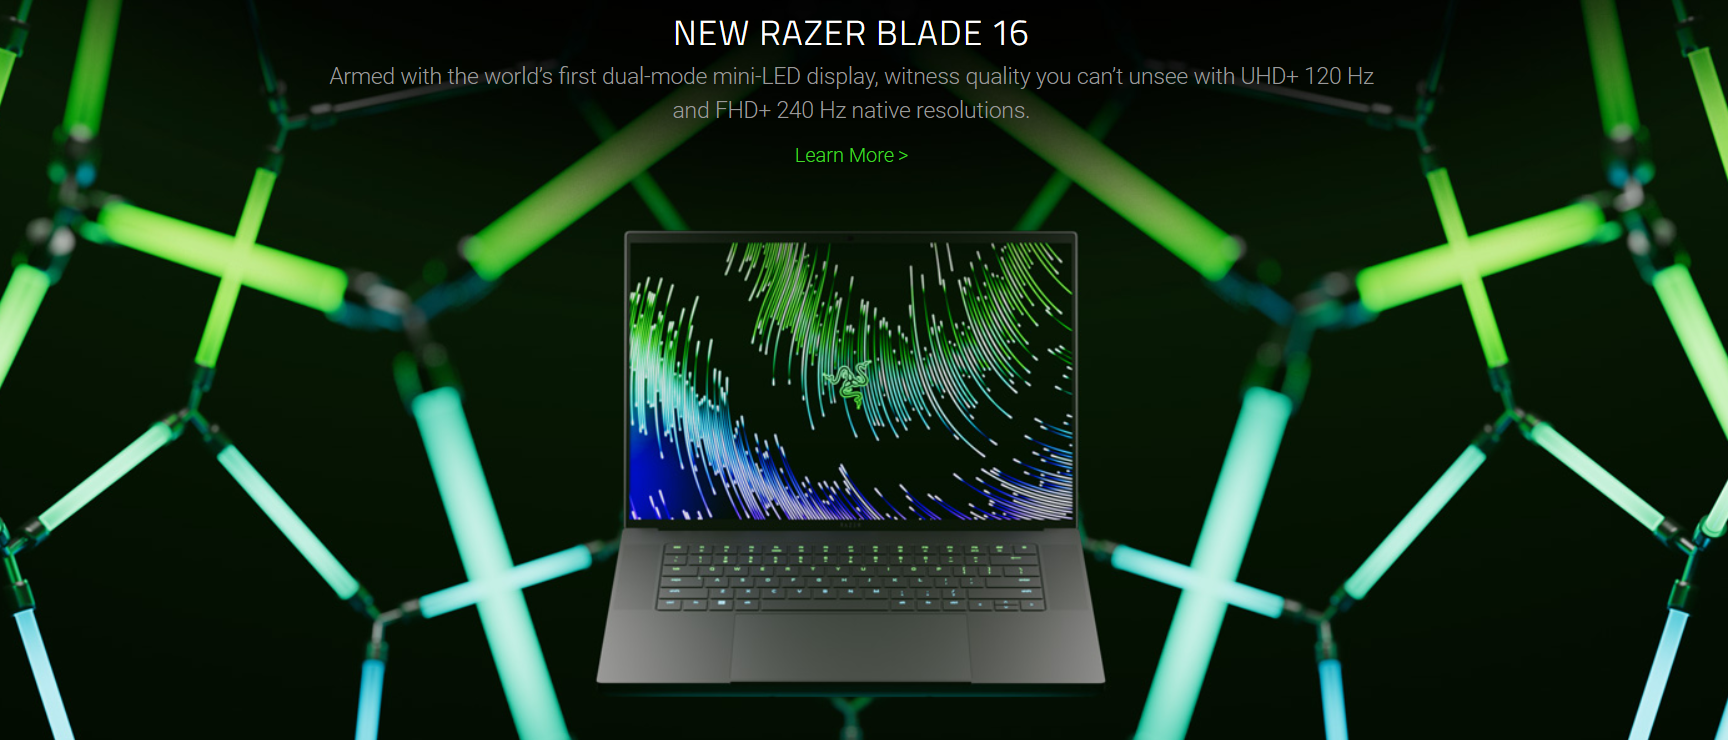 NEW RAZER BLADE 16
Armed with the world’s first dual-mode mini-LED display, witness quality you can’t unsee with UHD+ 120 Hz
and FHD+ 240 Hz native resolutions.
Learn More >
RAZER